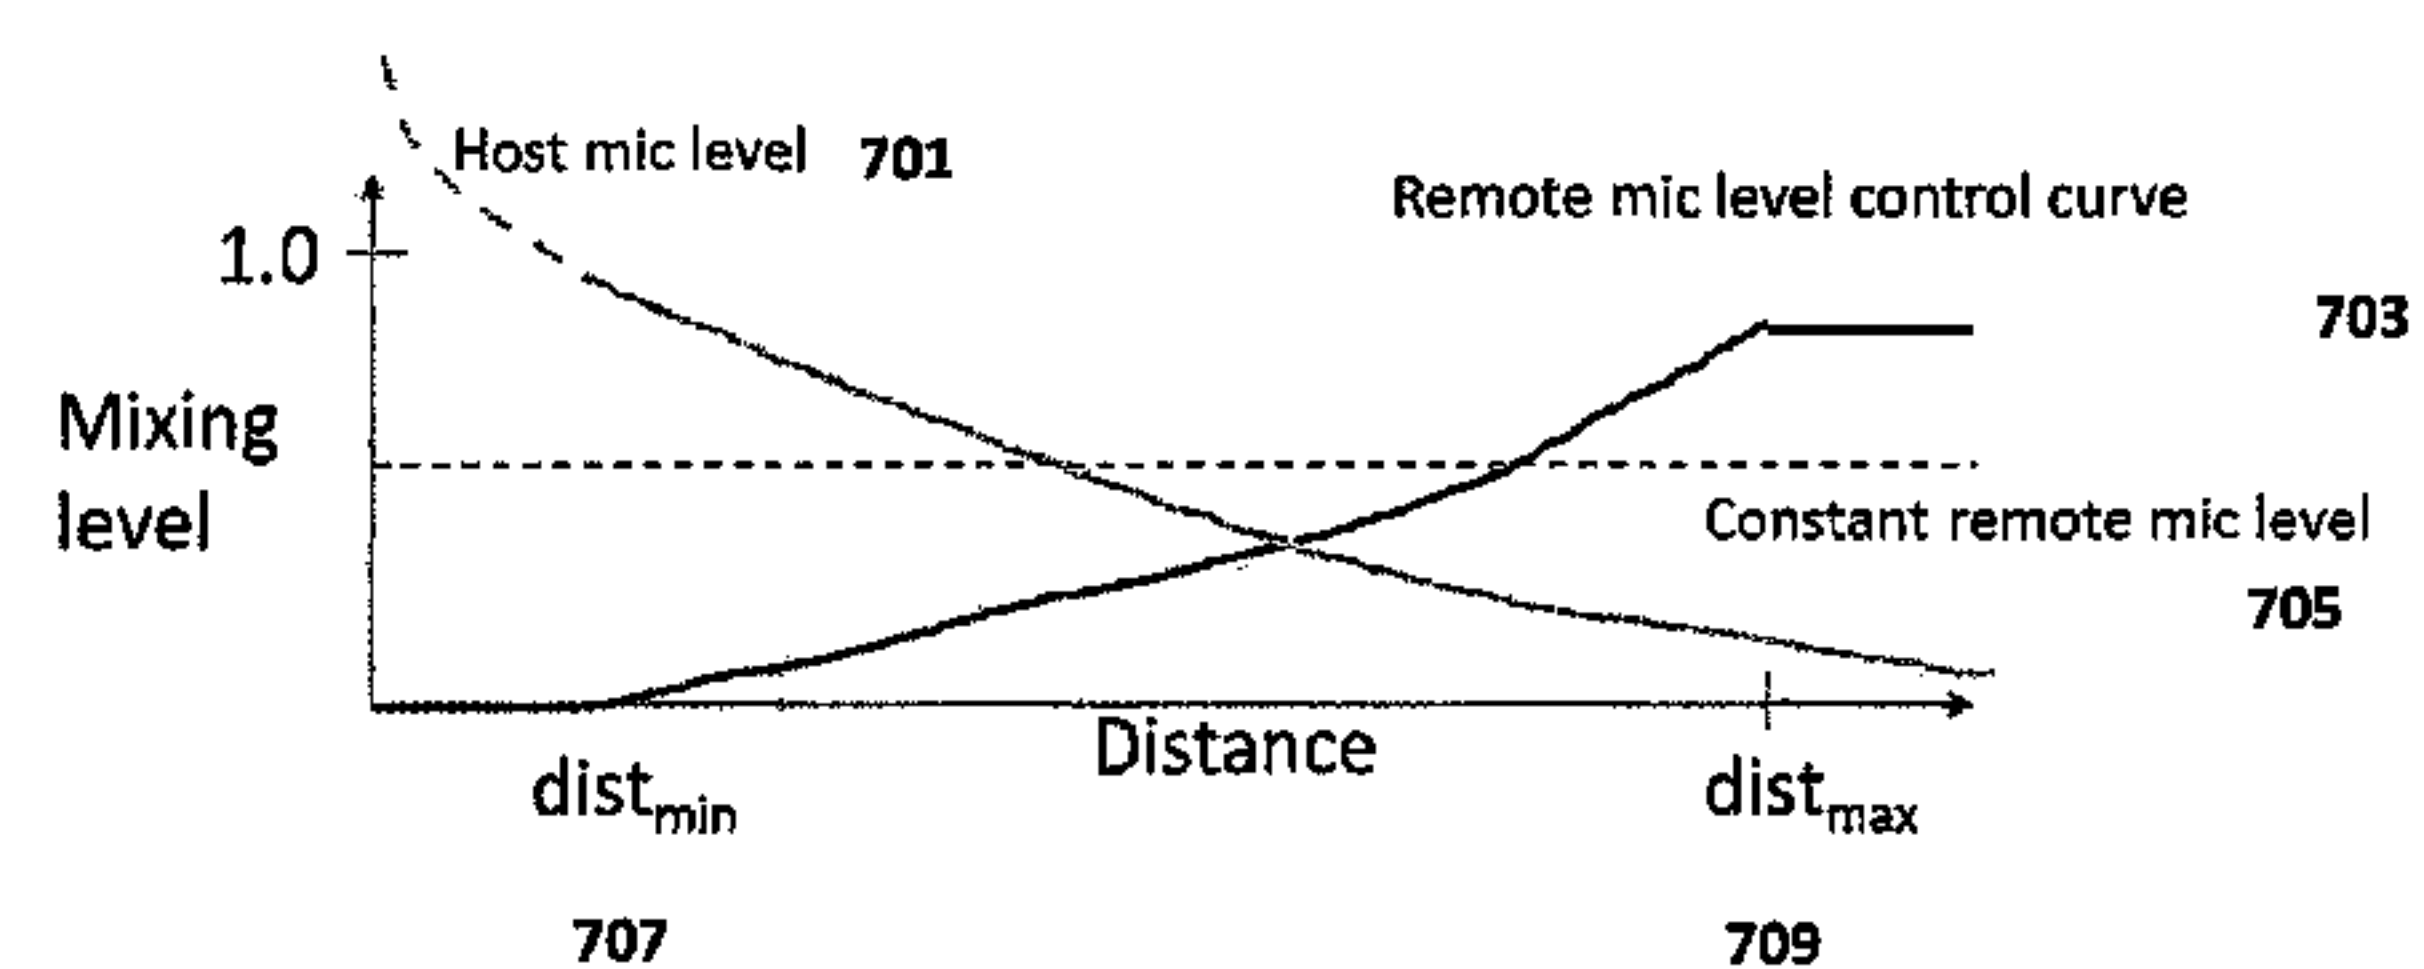 Host mic level 701
Remote mic level control curve
1.0
703
Mixing
level
Constant remote mic level
705
Distance
dist_min
dist_max
707
709